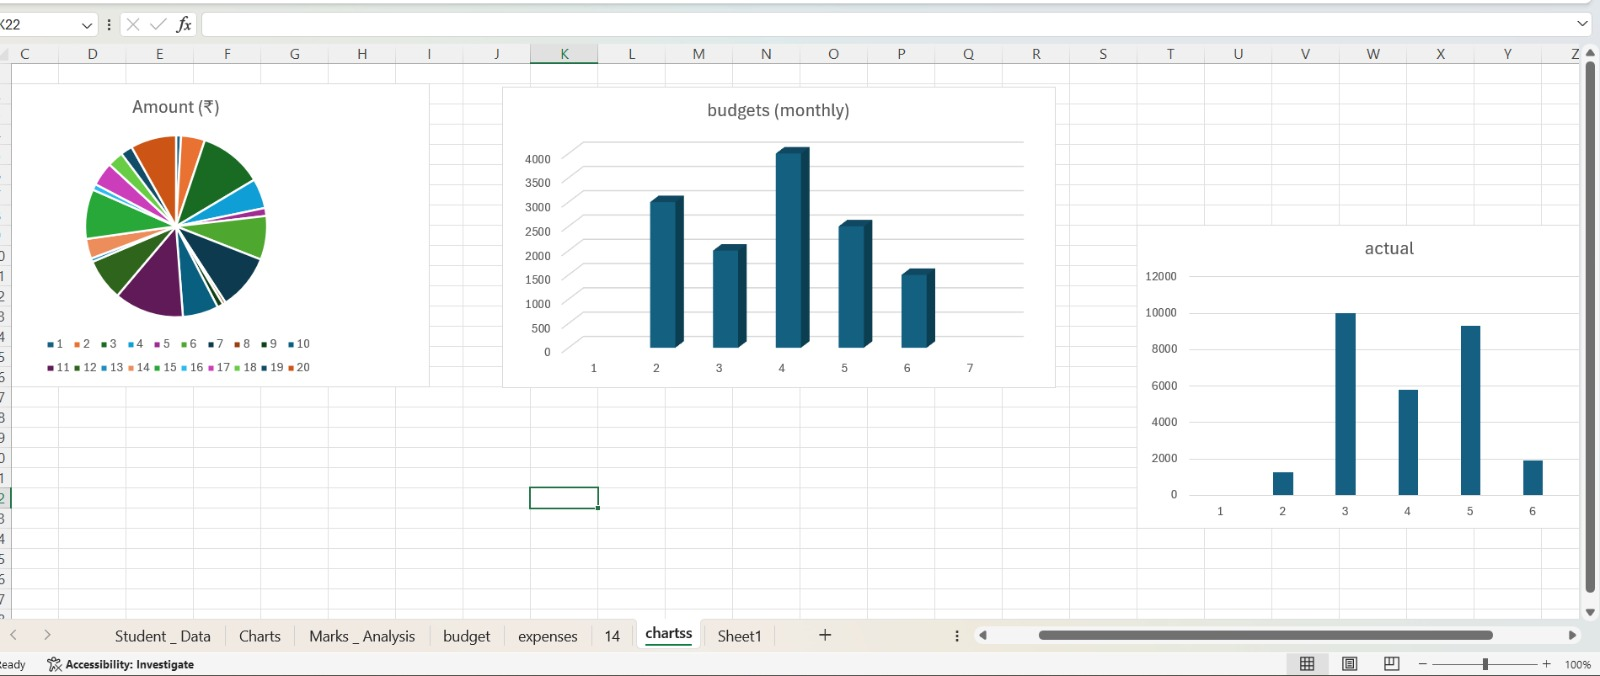 K22
fx
C D E F G H I J K L M N O P Q R S T U V W X Y Z
Amount (₹)
1 2 3 4 5 6 7 8 9 10
11 12 13 14 15 16 17 18 19 20
budgets (monthly)
4000
3500
3000
2500
2000
1500
1000
500
0
1 2 3 4 5 6 7
actual
12000
10000
8000
6000
4000
2000
0
1 2 3 4 5 6
Student _ Data Charts Marks _ Analysis budget expenses 14 chartss Sheet1
eady Accessibility: Investigate 100%